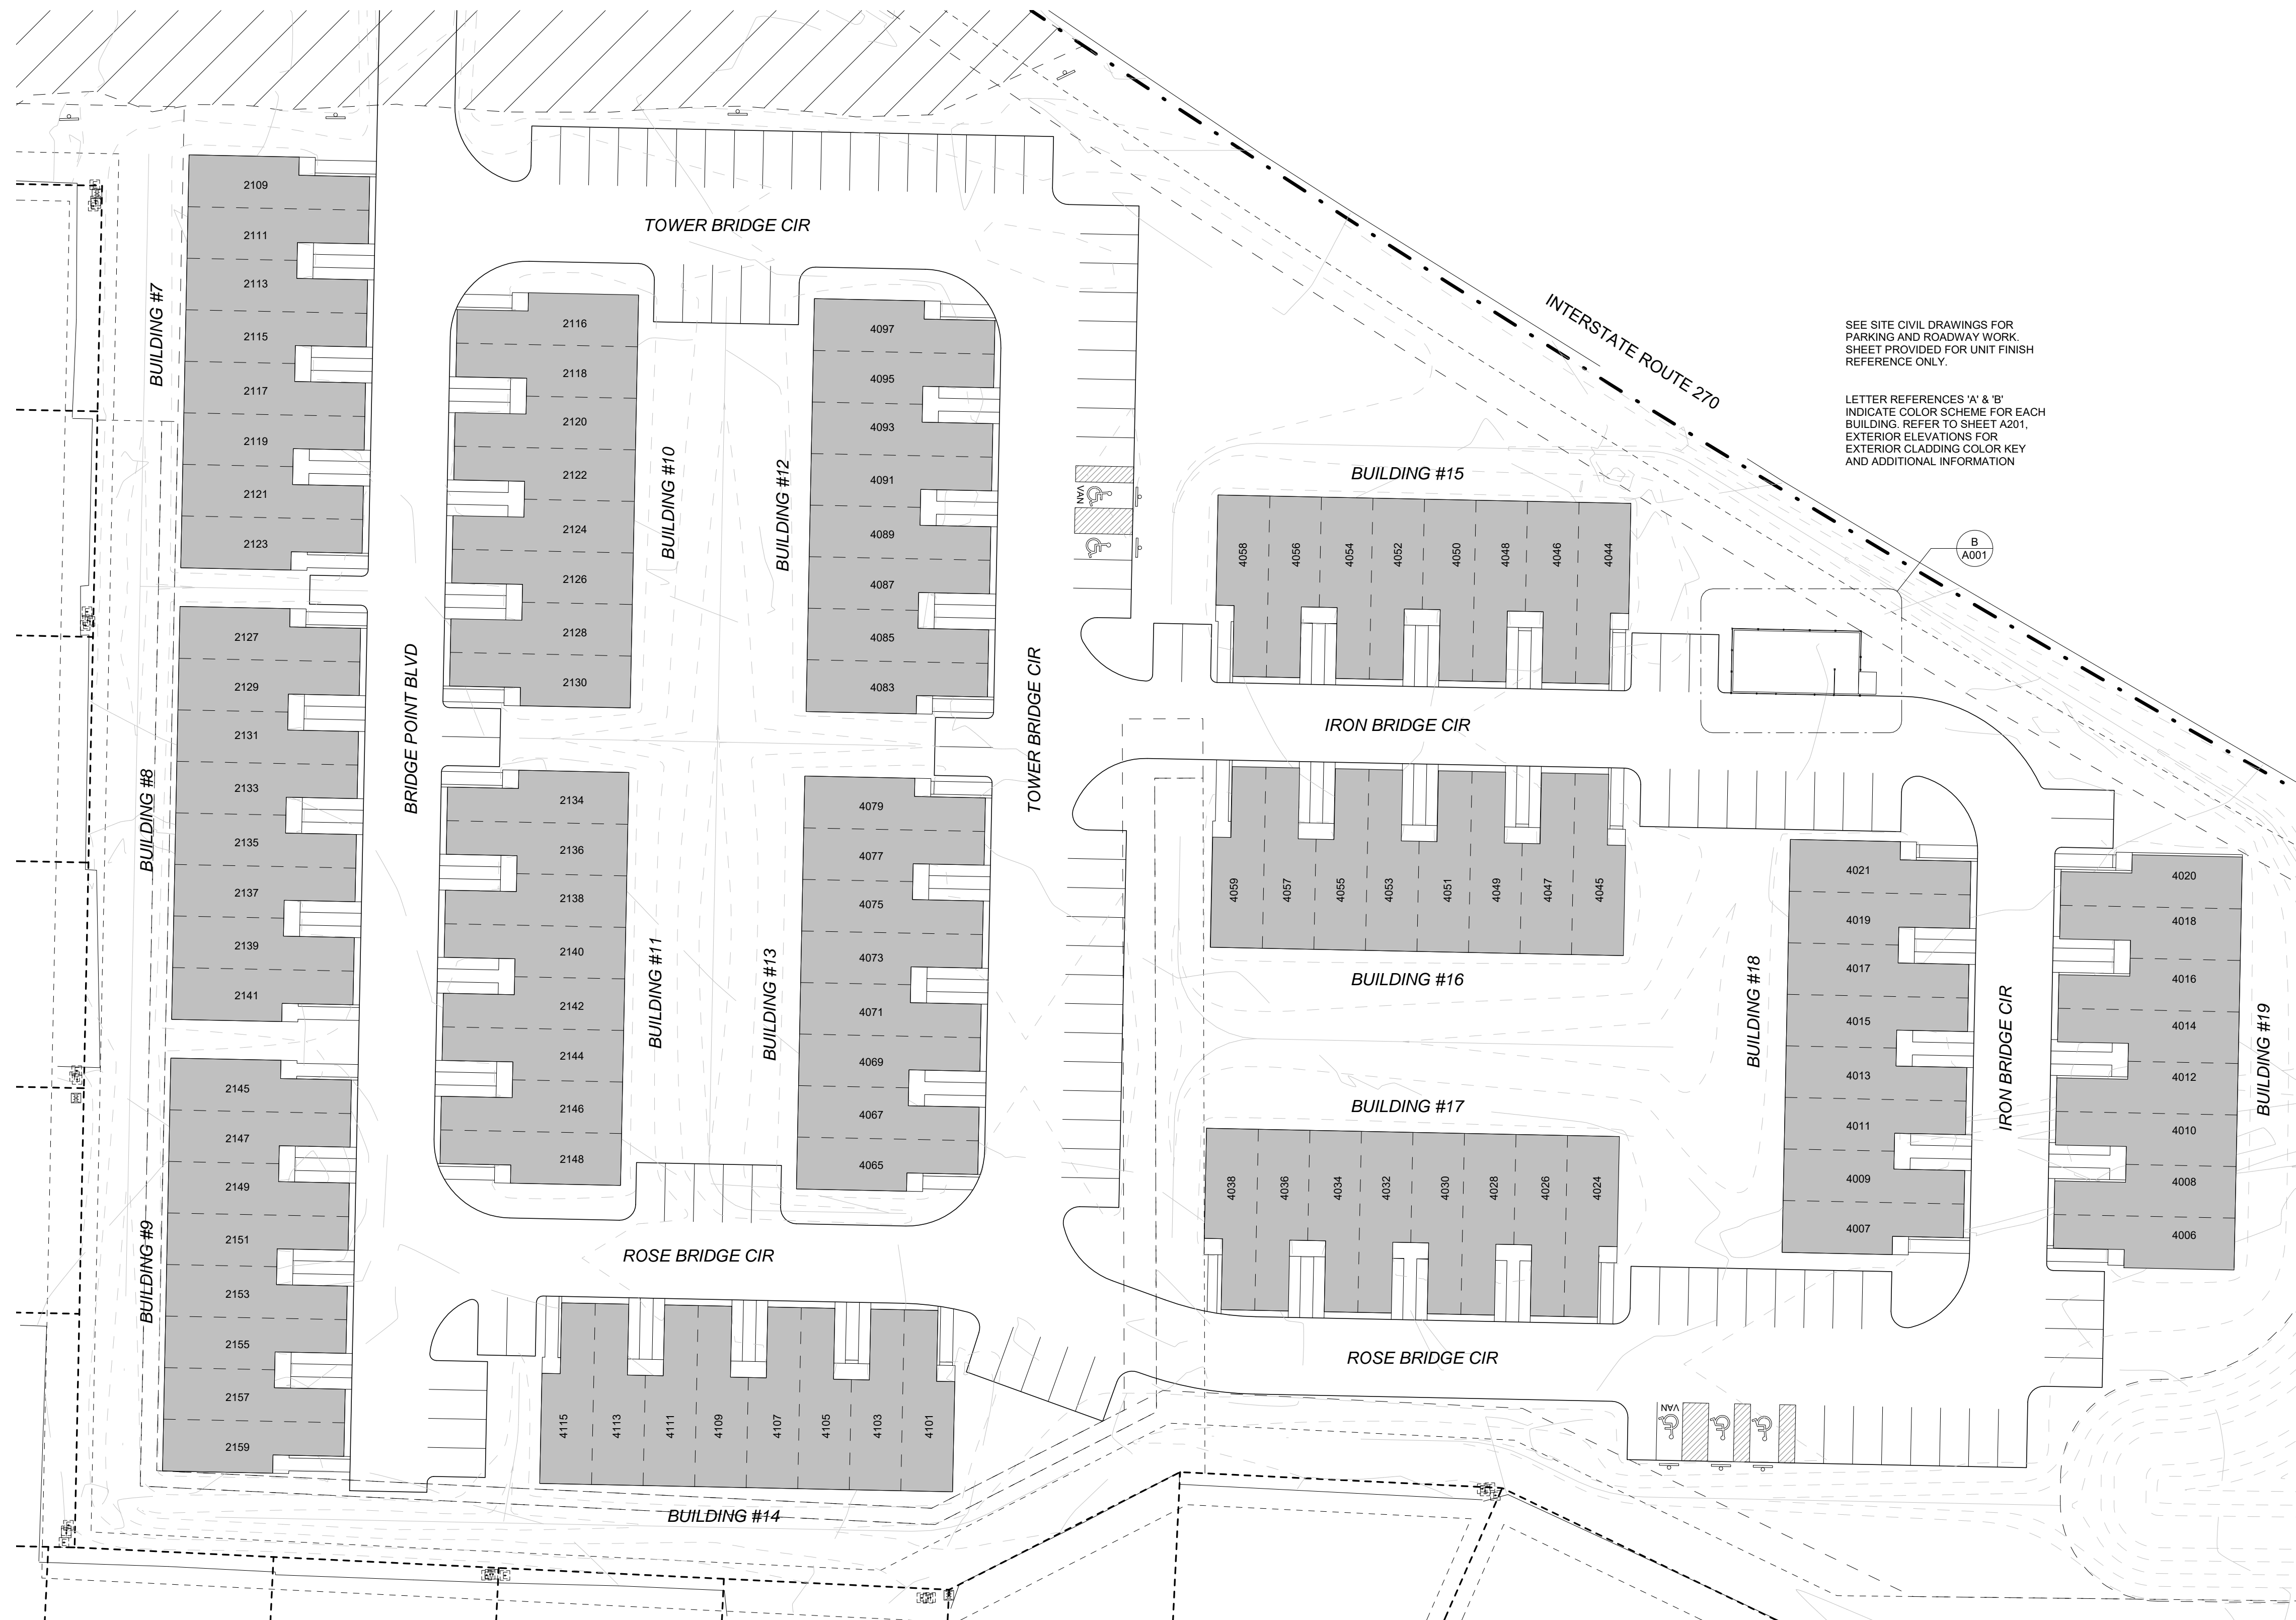 TOWER BRIDGE CIR
INTERSTATE ROUTE 270
SEE SITE CIVIL DRAWINGS FOR
PARKING AND ROADWAY WORK.
SHEET PROVIDED FOR UNIT FINISH
REFERENCE ONLY.
LETTER REFERENCES 'A' & 'B'
INDICATE COLOR SCHEME FOR EACH
BUILDING. REFER TO SHEET A201,
EXTERIOR ELEVATIONS FOR
EXTERIOR CLADDING COLOR KEY
AND ADDITIONAL INFORMATION
B
A001
BUILDING #7
2109
2111
2113
2115
2117
2119
2121
2123
BUILDING #8
2127
2129
2131
2133
2135
2137
2139
2141
BUILDING #9
2145
2147
2149
2151
2153
2155
2157
2159
BRIDGE POINT BLVD
2116
2118
2120
2122
2124
2126
2128
2130
BUILDING #10
2134
2136
2138
2140
2142
2144
2146
2148
BUILDING #11
BUILDING #12
4097
4095
4093
4091
4089
4087
4085
4083
BUILDING #13
4079
4077
4075
4073
4071
4069
4067
4065
TOWER BRIDGE CIR
VAN
ROSE BRIDGE CIR
4115
4113
4111
4109
4107
4105
4103
4101
BUILDING #14
BUILDING #15
4058
4056
4054
4052
4050
4048
4046
4044
IRON BRIDGE CIR
4059
4057
4055
4053
4051
4049
4047
4045
BUILDING #16
BUILDING #17
4038
4036
4034
4032
4030
4028
4026
4024
ROSE BRIDGE CIR
VAN
BUILDING #18
4021
4019
4017
4015
4013
4011
4009
4007
IRON BRIDGE CIR
4020
4018
4016
4014
4012
4010
4008
4006
BUILDING #19